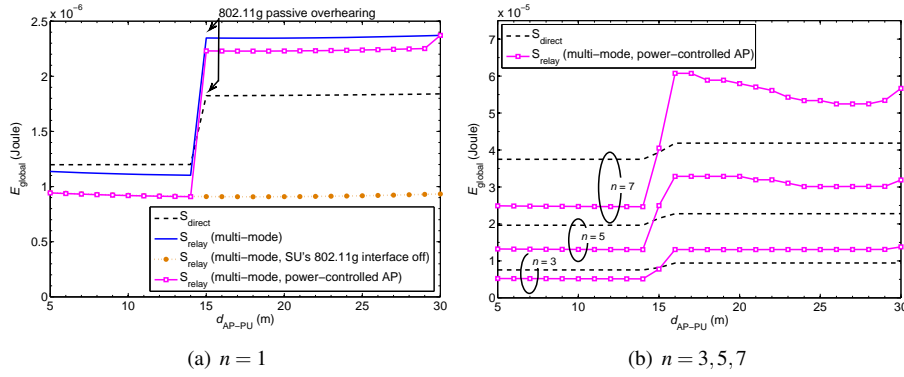 802.11g passive overhearing
x 10⁻⁶
2.5
2
1.5
1
0.5
0
E_global (Joule)
5 10 15 20 25 30
d_AP−PU (m)
S_direct
S_relay (multi−mode)
S_relay (multi−mode, SU's 802.11g interface off)
S_relay (multi−mode, power−controlled AP)
(a) n = 1
x 10⁻⁵
7
6
5
4
3
2
1
0
E_global (Joule)
S_direct
S_relay (multi−mode, power−controlled AP)
n = 7
n = 5
n = 3
5 10 15 20 25 30
d_AP−PU (m)
(b) n = 3,5,7